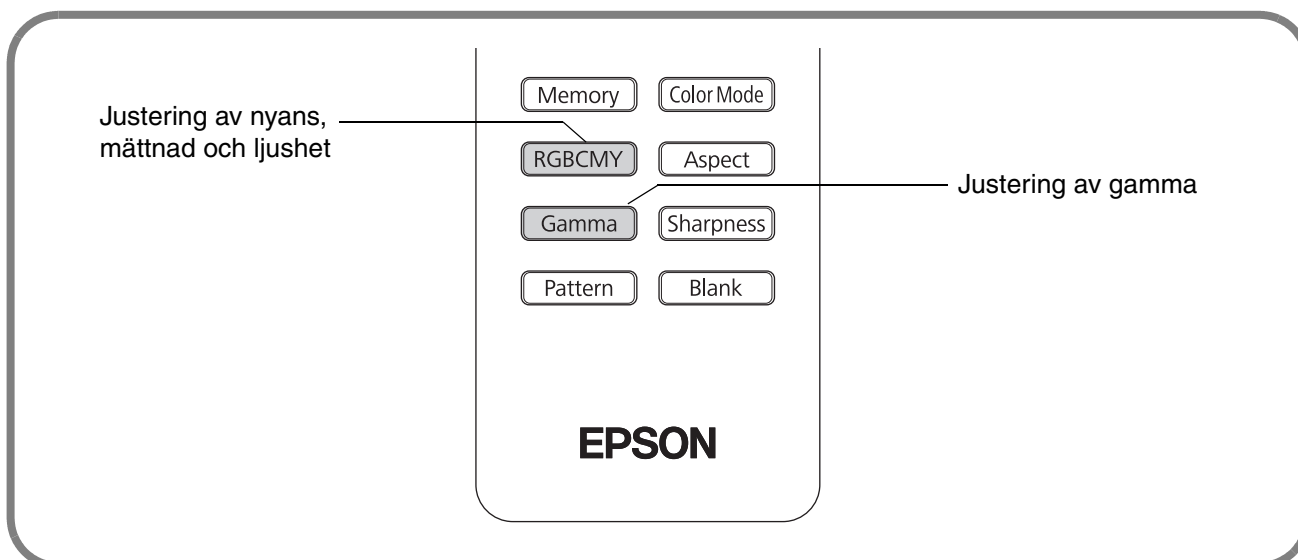 Justering av nyans,
mättnad och ljushet
Memory
Color Mode
RGBCMY
Aspect
Justering av gamma
Gamma
Sharpness
Pattern
Blank
EPSON